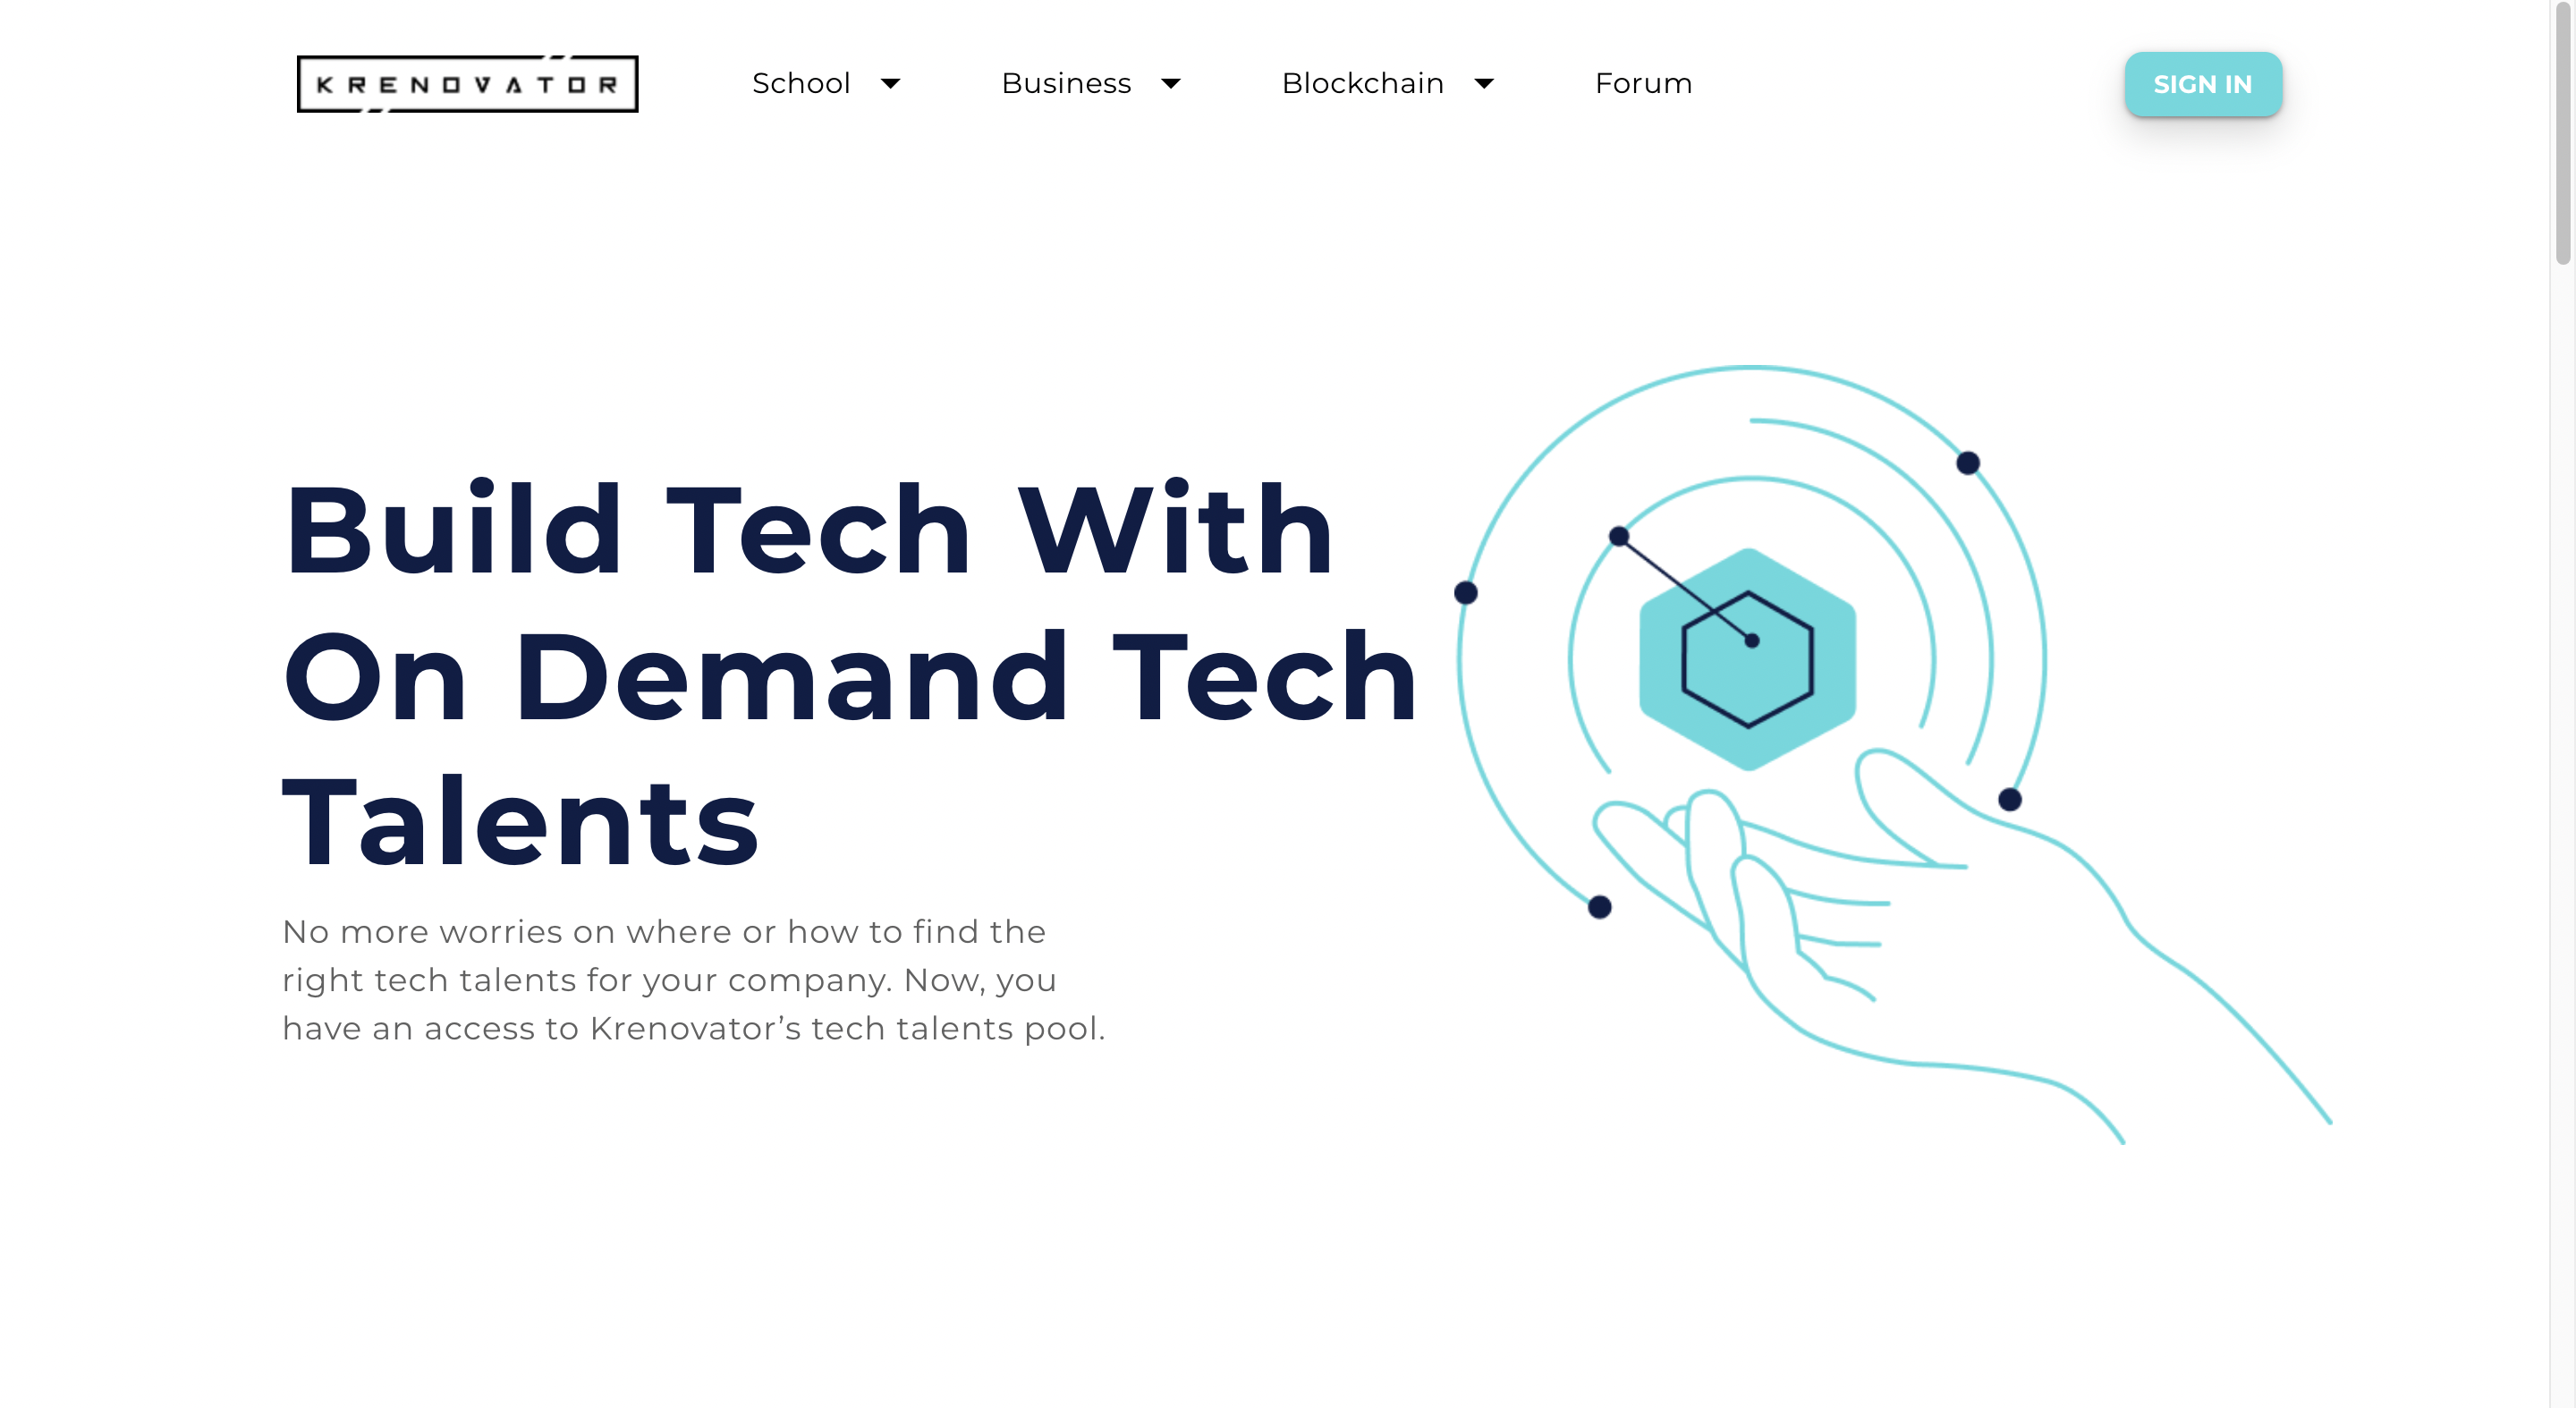 KRENOVATOR
School
Business
Blockchain
Forum
SIGN IN
Build Tech With
On Demand Tech
Talents
No more worries on where or how to find the
right tech talents for your company. Now, you
have an access to Krenovator’s tech talents pool.